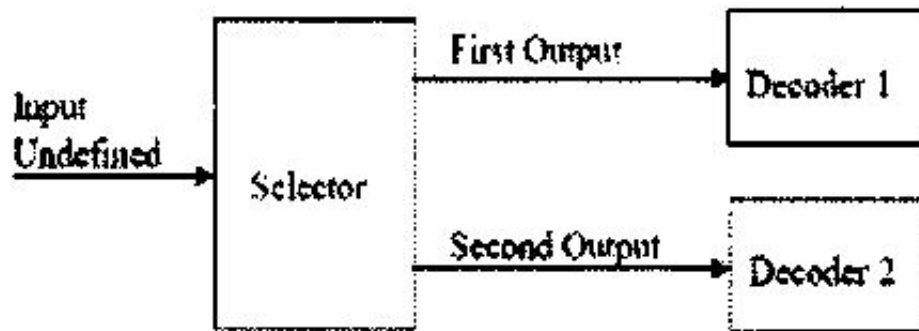 First Output
Decoder 1
Input
Undefined
Selector
Second Output
Decoder 2